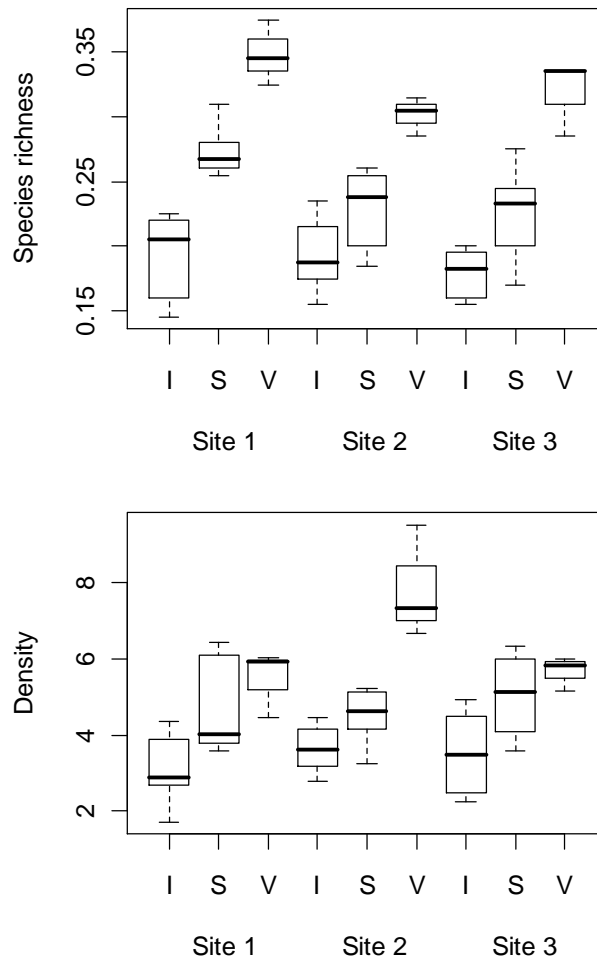 Species richness
0.35
0.25
0.15
I S V I S V I S V
Site 1 Site 2 Site 3
Density
8
6
4
2
I S V I S V I S V
Site 1 Site 2 Site 3